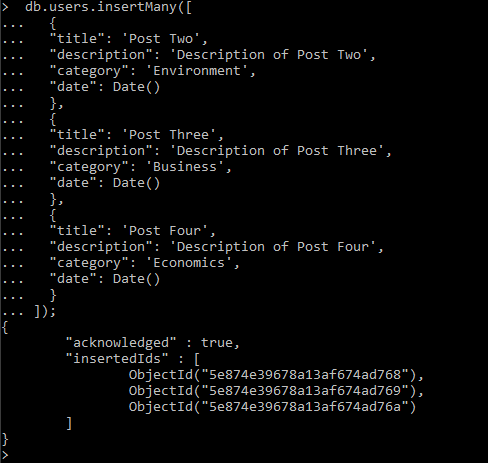 >  db.users.insertMany([
...   {
...   "title": 'Post Two',
...   "description": 'Description of Post Two',
...   "category": 'Environment',
...   "date": Date()
...   },
...   {
...   "title": 'Post Three',
...   "description": 'Description of Post Three',
...   "category": 'Business',
...   "date": Date()
...   },
...   {
...   "title": 'Post Four',
...   "description": 'Description of Post Four',
...   "category": 'Economics',
...   "date": Date()
...   }
... ]);
{
        "acknowledged" : true,
        "insertedIds" : [
                ObjectId("5e874e39678a13af674ad768"),
                ObjectId("5e874e39678a13af674ad769"),
                ObjectId("5e874e39678a13af674ad76a")
        ]
}
>